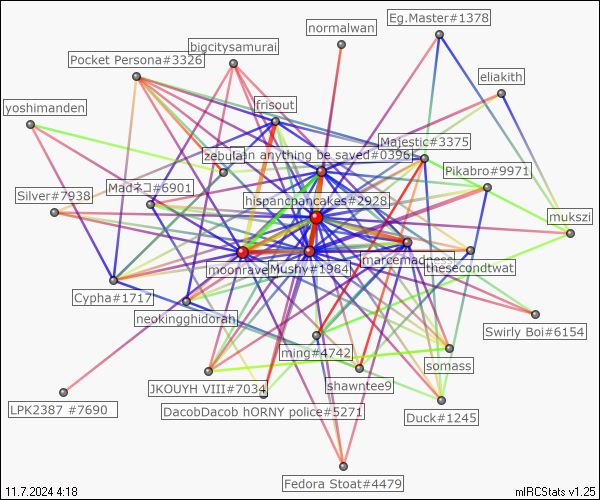 Eg.Master#1378
normalwan
bigcitysamurai
Pocket Persona#3326
eliakith
yoshimanden
frisout
Majestic#3375
zebula
n anything be saved#0396
Pikabro#9971
Madネコ#6901
Silver#7938
hispancpancakes#2928
mukszi
marcemadness
moonrave
Mushy#1984
thesecondtwat
Cypha#1717
neokingghidorah
Swirly Boi#6154
ming#4742
somass
JKOUYH VIII#7034
shawntee9
LPK2387 #7690
DacobDacob hORNY police#5271
Duck#1245
Fedora Stoat#4479
11.7.2024 4:18
mIRCStats v1.25